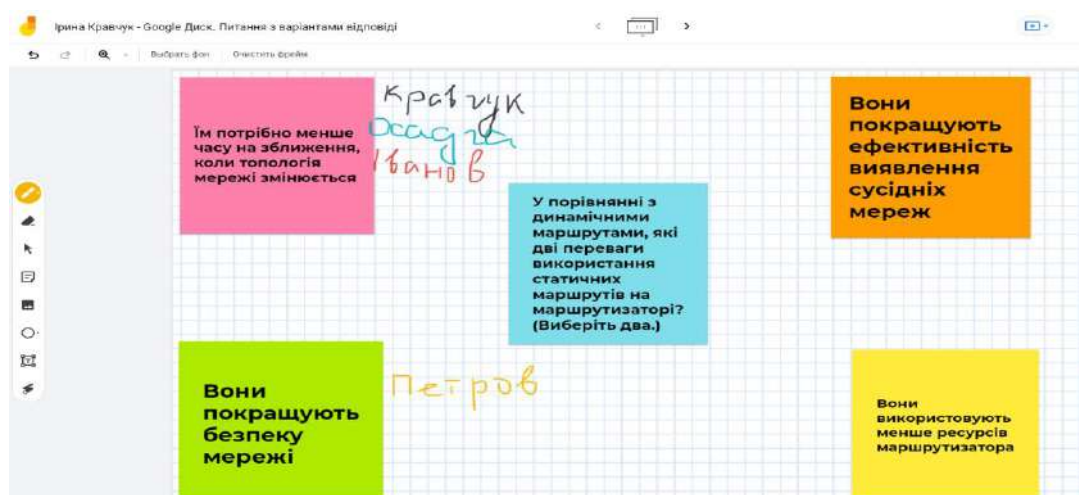 Ірина Кравчук - Google Диск. Питання з варіантами відповіді
Выбрать фон Очистить фрейм
Їм потрібно менше
часу на зближення,
коли топологія
мережі змінюється
Кравчук
Осадча
Іванов
Вони
покращують
ефективність
виявлення
сусідніх
мереж
У порівнянні з
динамічними
маршрутами, які
дві переваги
використання
статичних
маршрутів на
маршрутизаторі?
(Виберіть два.)
Вони
покращують
безпеку
мережі
Петров
Вони
використовують
менше ресурсів
маршрутизатора